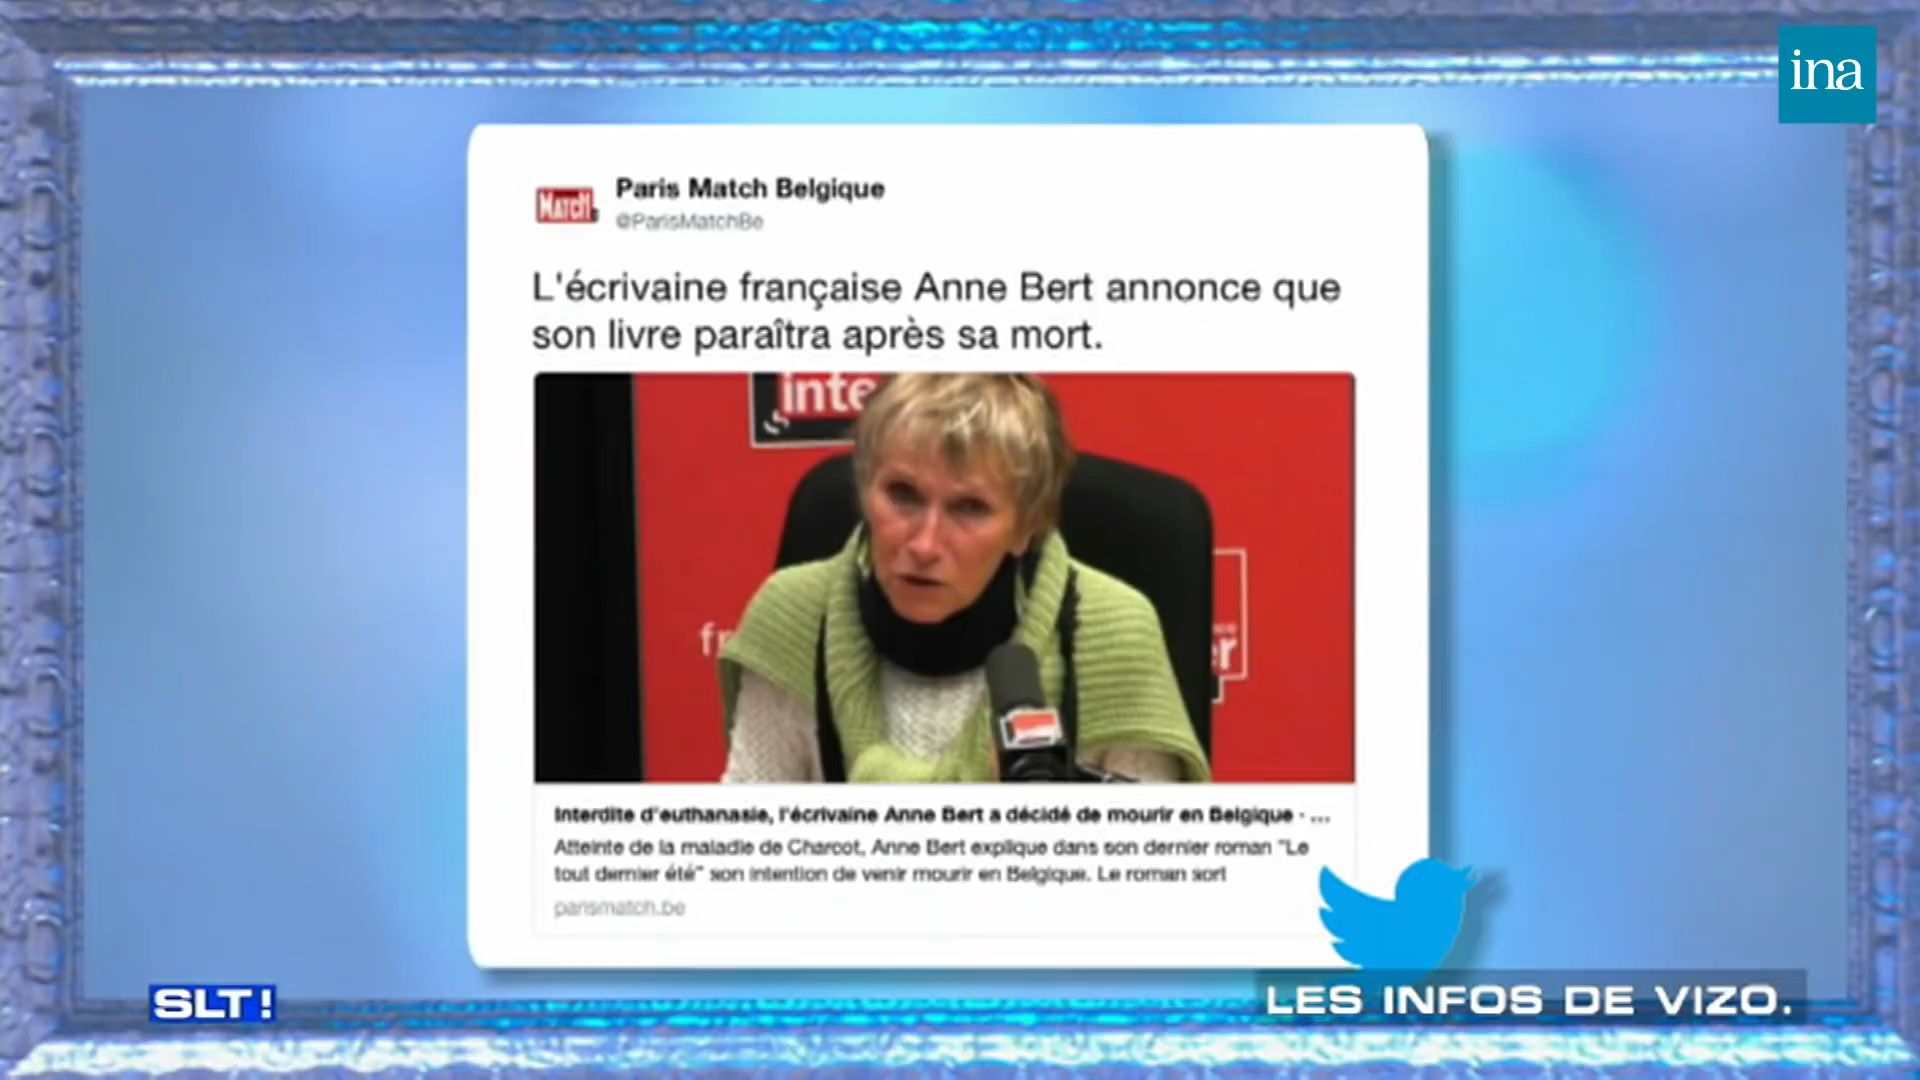 ina
MATCH
Paris Match Belgique
@ParisMatchBe
L'écrivaine française Anne Bert annonce que
son livre paraîtra après sa mort.
inte
fr
er
Interdite d'euthanasie, l'écrivaine Anne Bert a décidé de mourir en Belgique · ...
Atteinte de la maladie de Charcot, Anne Bert explique dans son dernier roman "Le
tout dernier été" son intention de venir mourir en Belgique. Le roman sort
parismatch.be
SLT!
LES INFOS DE VIZO.